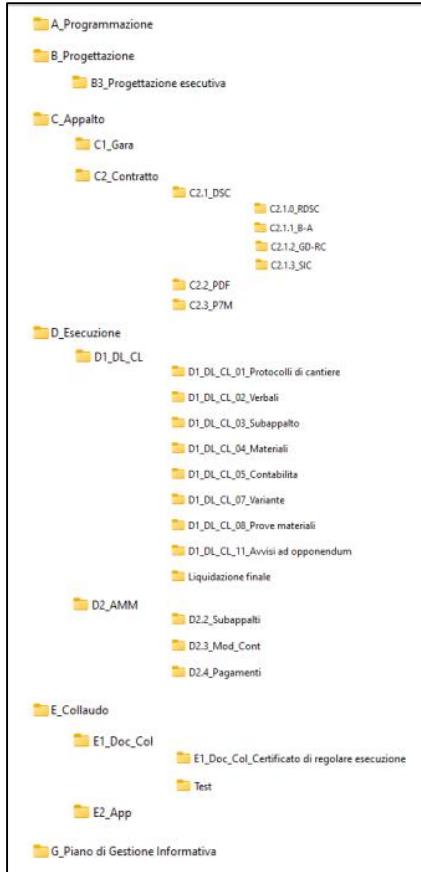 A_Programmazione
B_Progettazione
B3_Progettazione esecutiva
C_Appalto
C1_Gara
C2_Contratto
C2.1_DSC
C2.1.0_RDSC
C2.1.1_B-A
C2.1.2_GD-RC
C2.1.3_SIC
C2.2_PDF
C2.3_P7M
D_Esecuzione
D1_DL_CL
D1_DL_CL_01_Protocolli di cantiere
D1_DL_CL_02_Verbali
D1_DL_CL_03_Subappalto
D1_DL_CL_04_Materiali
D1_DL_CL_05_Contabilita
D1_DL_CL_07_Variante
D1_DL_CL_08_Prove materiali
D1_DL_CL_11_Avvisi ad opponendum
Liquidazione finale
D2_AMM
D2.2_Subappalti
D2.3_Mod_Cont
D2.4_Pagamenti
E_Collaudo
E1_Doc_Col
E1_Doc_Col_Certificato di regolare esecuzione
Test
E2_App
G_Piano di Gestione Informativa